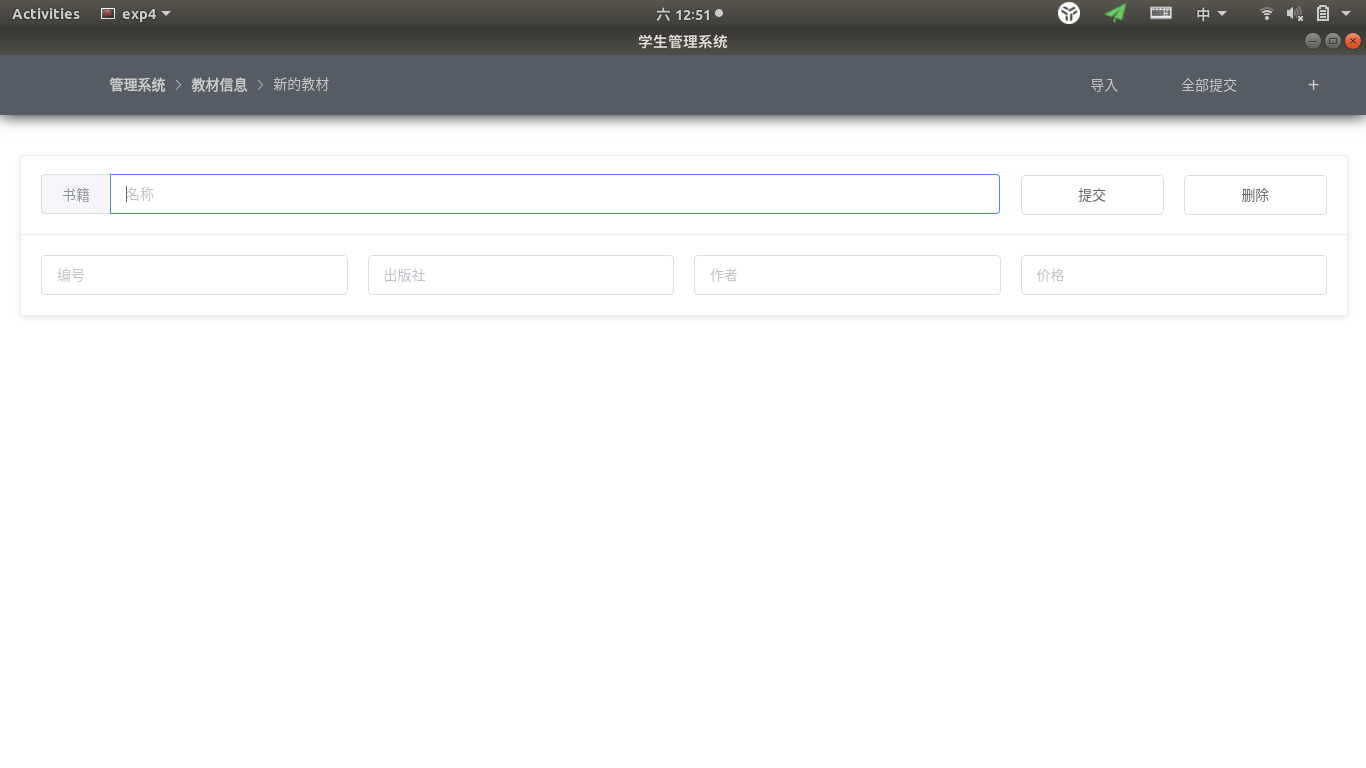 Activities exp4 六 12:51 中
学生管理系统
管理系统 > 教材信息 > 新的教材 导入 全部提交 +
书籍 名称 提交 删除
编号 出版社 作者 价格